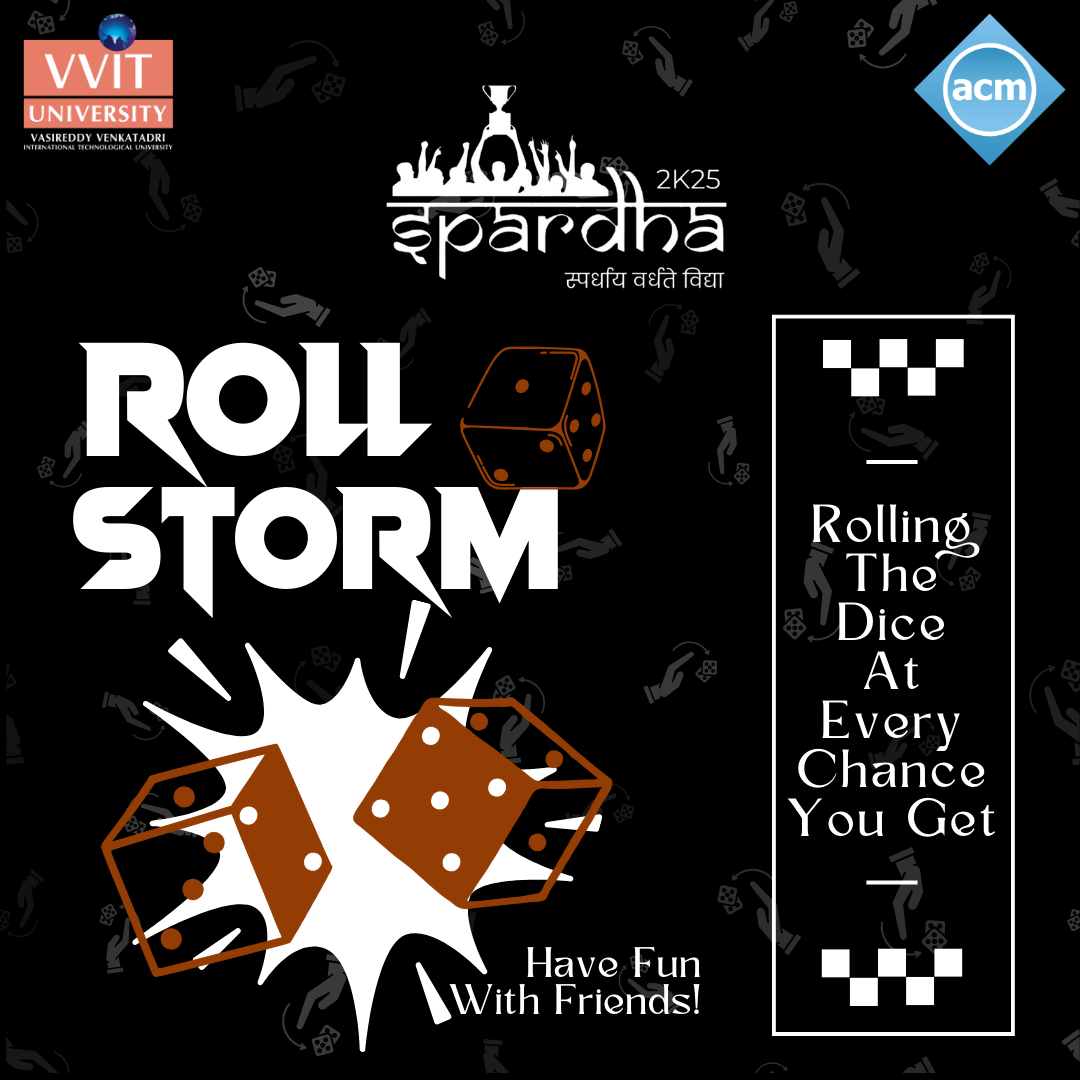 VVIT
UNIVERSITY
VASIREDDY VENKATADRI
INTERNATIONAL TECHNOLOGICAL UNIVERSITY
acm
2K25
spardha
स्पर्धाय वर्धते विद्या
ROLL
STORM
Rolling
The
Dice
At
Every
Chance
You Get
Have Fun
With Friends!